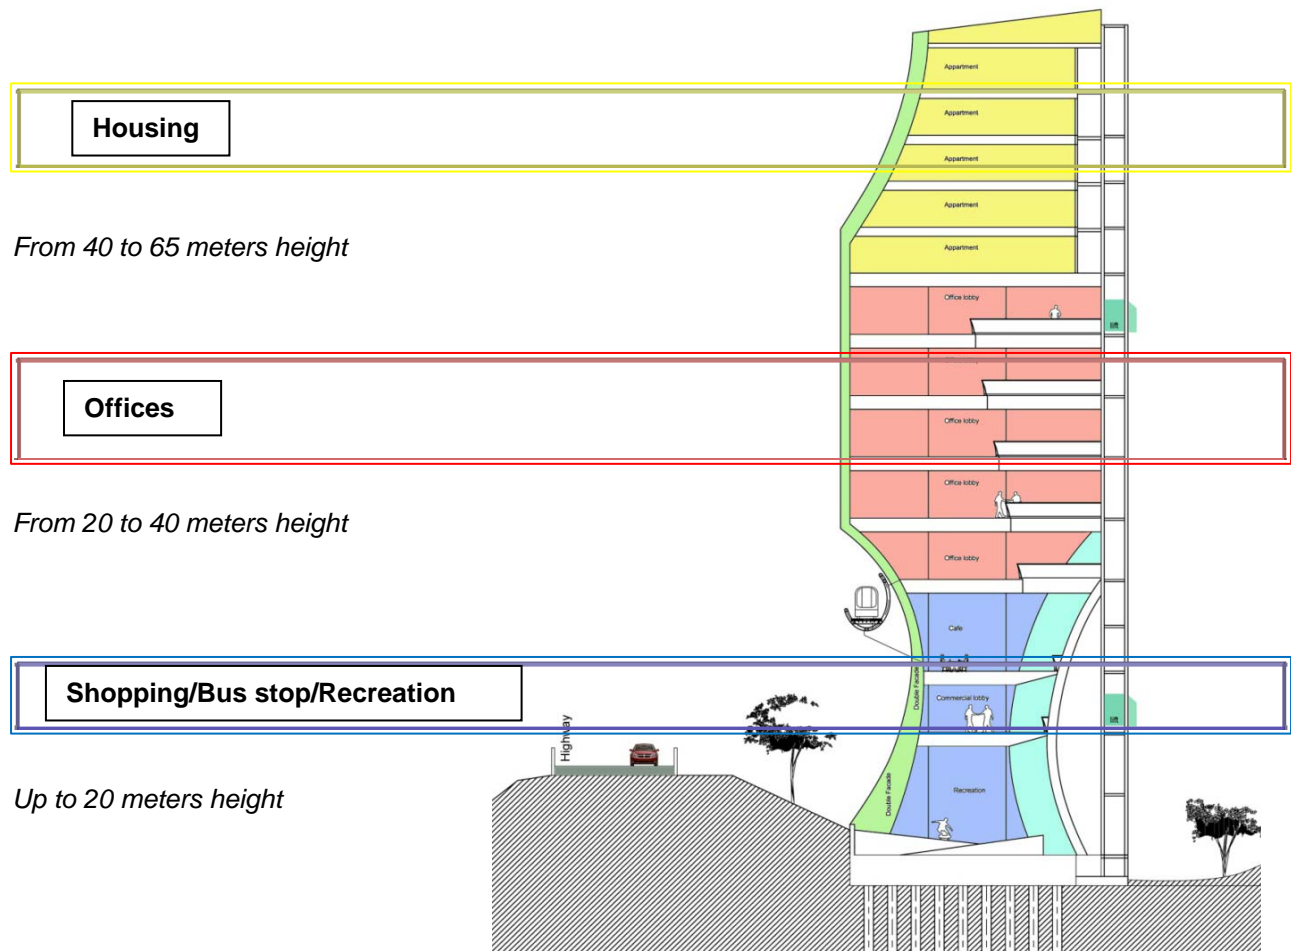 Appartment
Housing
Appartment
Appartment
Appartment
From 40 to 65 meters height
Appartment
Office lobby
lift
Office lobby
Offices
Office lobby
Office lobby
From 20 to 40 meters height
Office lobby
Cafe
Shopping/Bus stop/Recreation
Double Facade
Commercial lobby
lift
Highway
Up to 20 meters height
Double Facade
Recreation